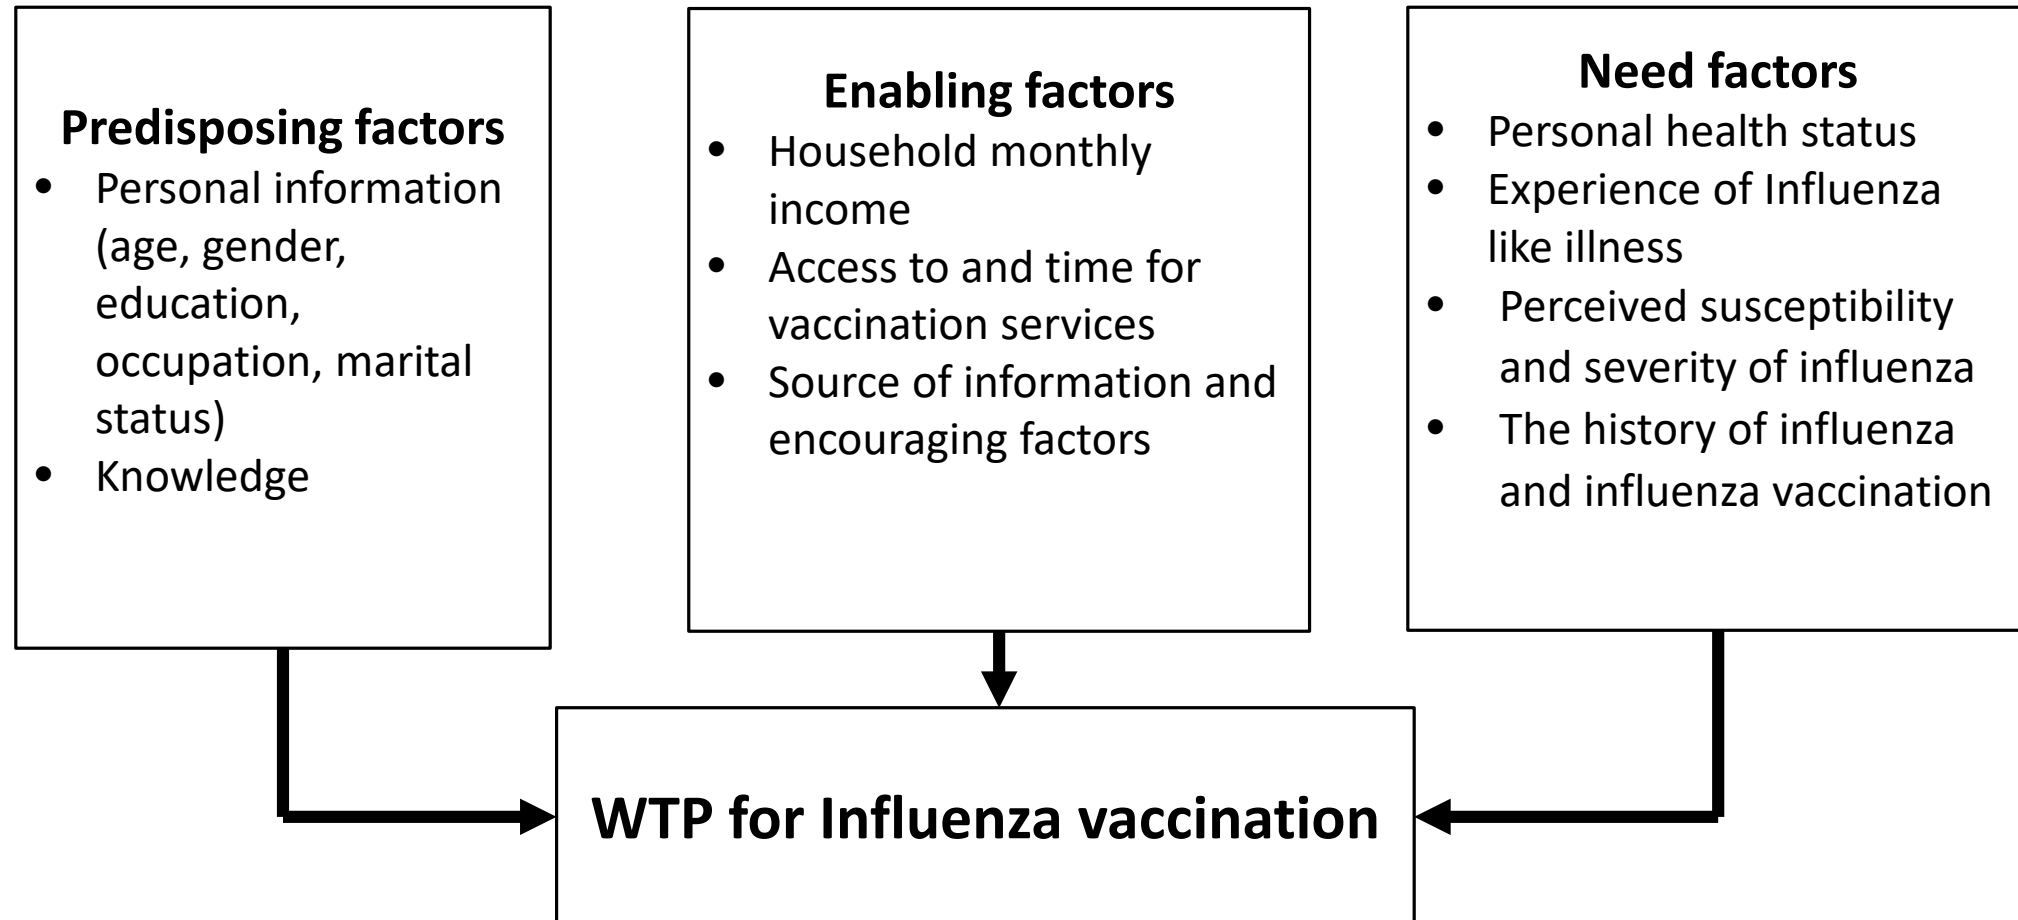 Predisposing factors
• Personal information
(age, gender,
education,
occupation, marital
status)
• Knowledge
Enabling factors
• Household monthly
income
• Access to and time for
vaccination services
• Source of information and
encouraging factors
Need factors
• Personal health status
• Experience of Influenza
like illness
• Perceived susceptibility
and severity of influenza
• The history of influenza
and influenza vaccination
WTP for Influenza vaccination